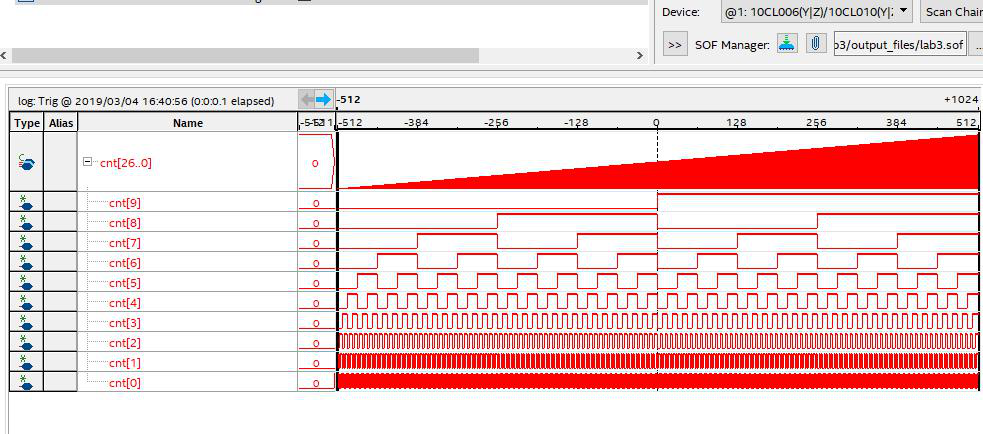 Device: @1: 10CL006(Y|Z)/10CL010(Y|Z Scan Chain
>> SOF Manager: o3/output_files/lab3.sof ...
log: Trig @ 2019/03/04 16:40:56 (0:0:0.1 elapsed) -512 +1024
Type Alias Name -512 -384 -256 -128 0 128 256 384 512
cnt[26..0] 0
cnt[9] 0
cnt[8] 0
cnt[7] 0
cnt[6] 0
cnt[5] 0
cnt[4] 0
cnt[3] 0
cnt[2] 0
cnt[1] 0
cnt[0] 0